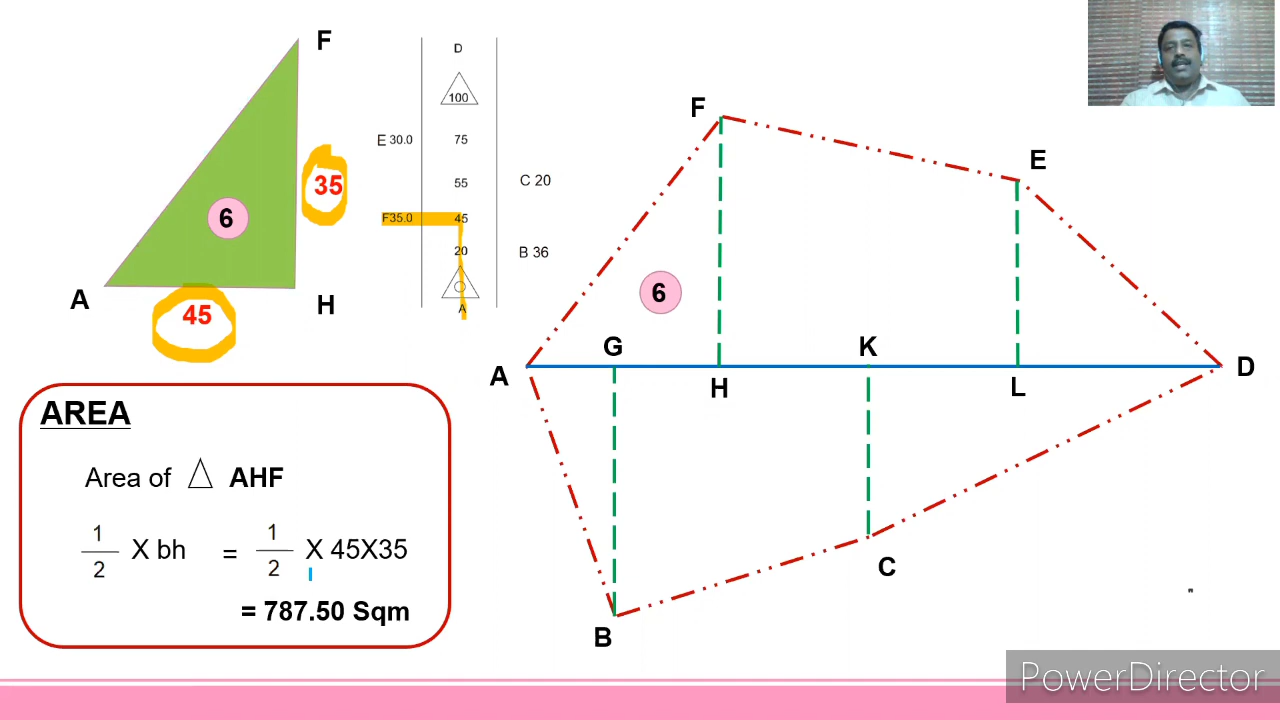 F
D
100
E 30.0 75
35
55 C 20
6
F35.0 45
20 B 36
A
H
A
45
F
E
6
G
K
A
H
L
D
C
B
AREA
Area of △ AHF
1/2 X bh = 1/2 X 45X35
= 787.50 Sqm
PowerDirector